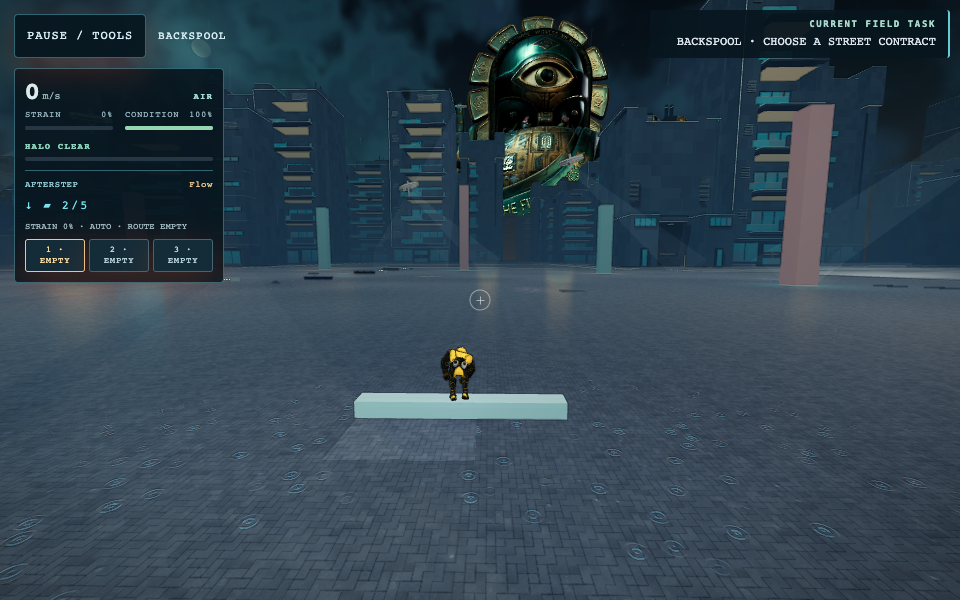 PAUSE / TOOLS
BACKSPOOL
CURRENT FIELD TASK
BACKSPOOL · CHOOSE A STREET CONTRACT
0 m/s
AIR
STRAIN 0%
CONDITION 100%
HALO CLEAR
AFTERSTEP
Flow
↓ ▰ 2/5
STRAIN 0% · AUTO · ROUTE EMPTY
1 · EMPTY
2 · EMPTY
3 · EMPTY